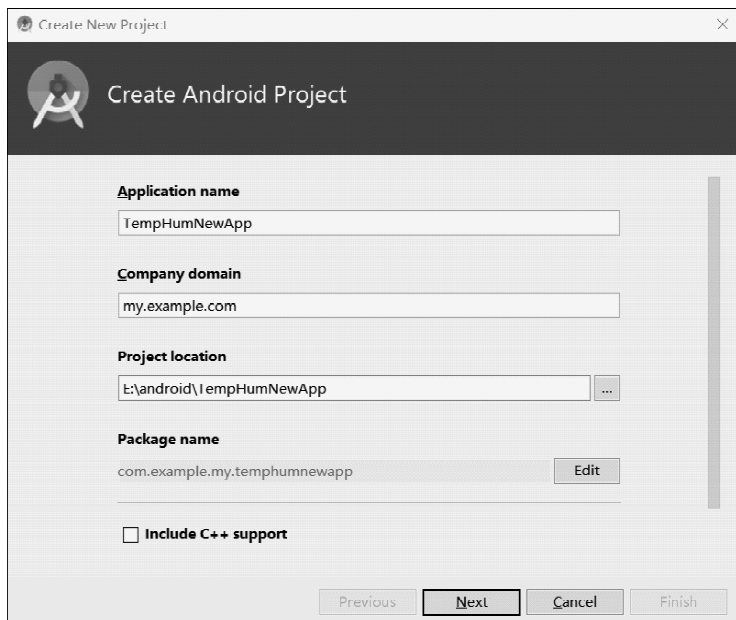 Create New Project
Create Android Project
Application name
TempHumNewApp
Company domain
my.example.com
Project location
E:\android\TempHumNewApp
...
Package name
com.example.my.temphumnewapp
Edit
Include C++ support
Previous
Next
Cancel
Finish